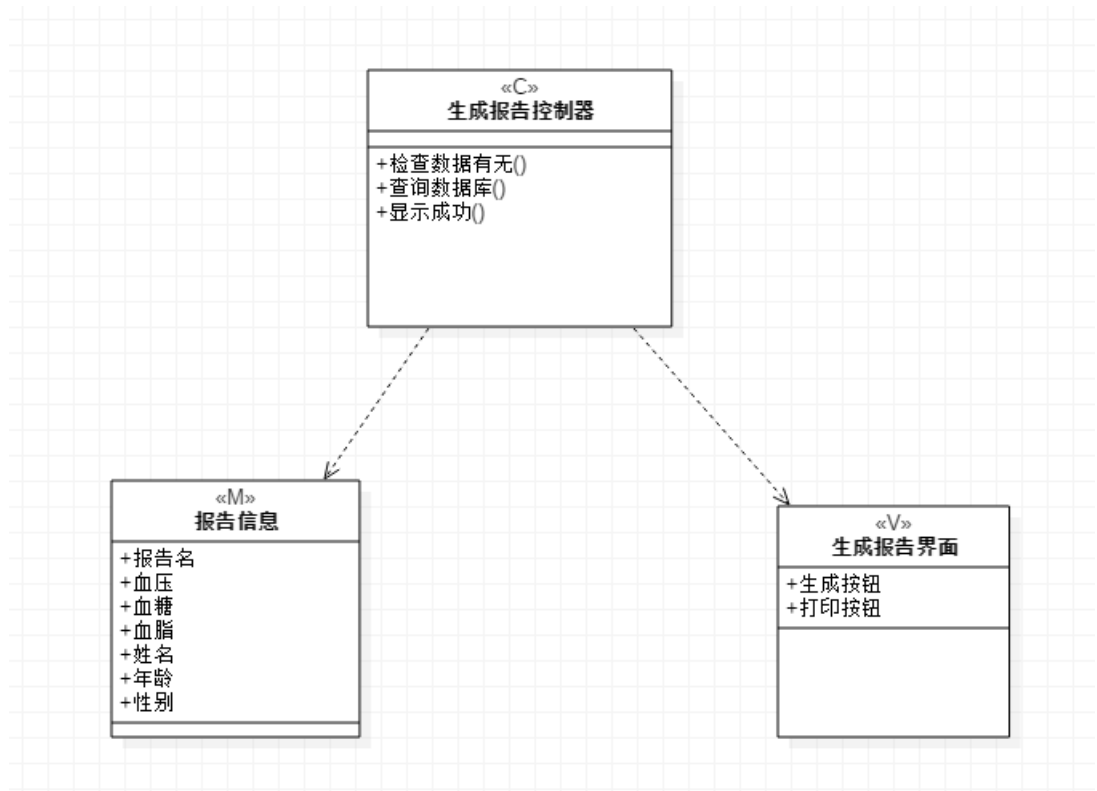 «C»
生成报告控制器
+检查数据有无()
+查询数据库()
+显示成功()
«M»
报告信息
+报告名
+血压
+血糖
+血脂
+姓名
+年龄
+性别
«V»
生成报告界面
+生成按钮
+打印按钮